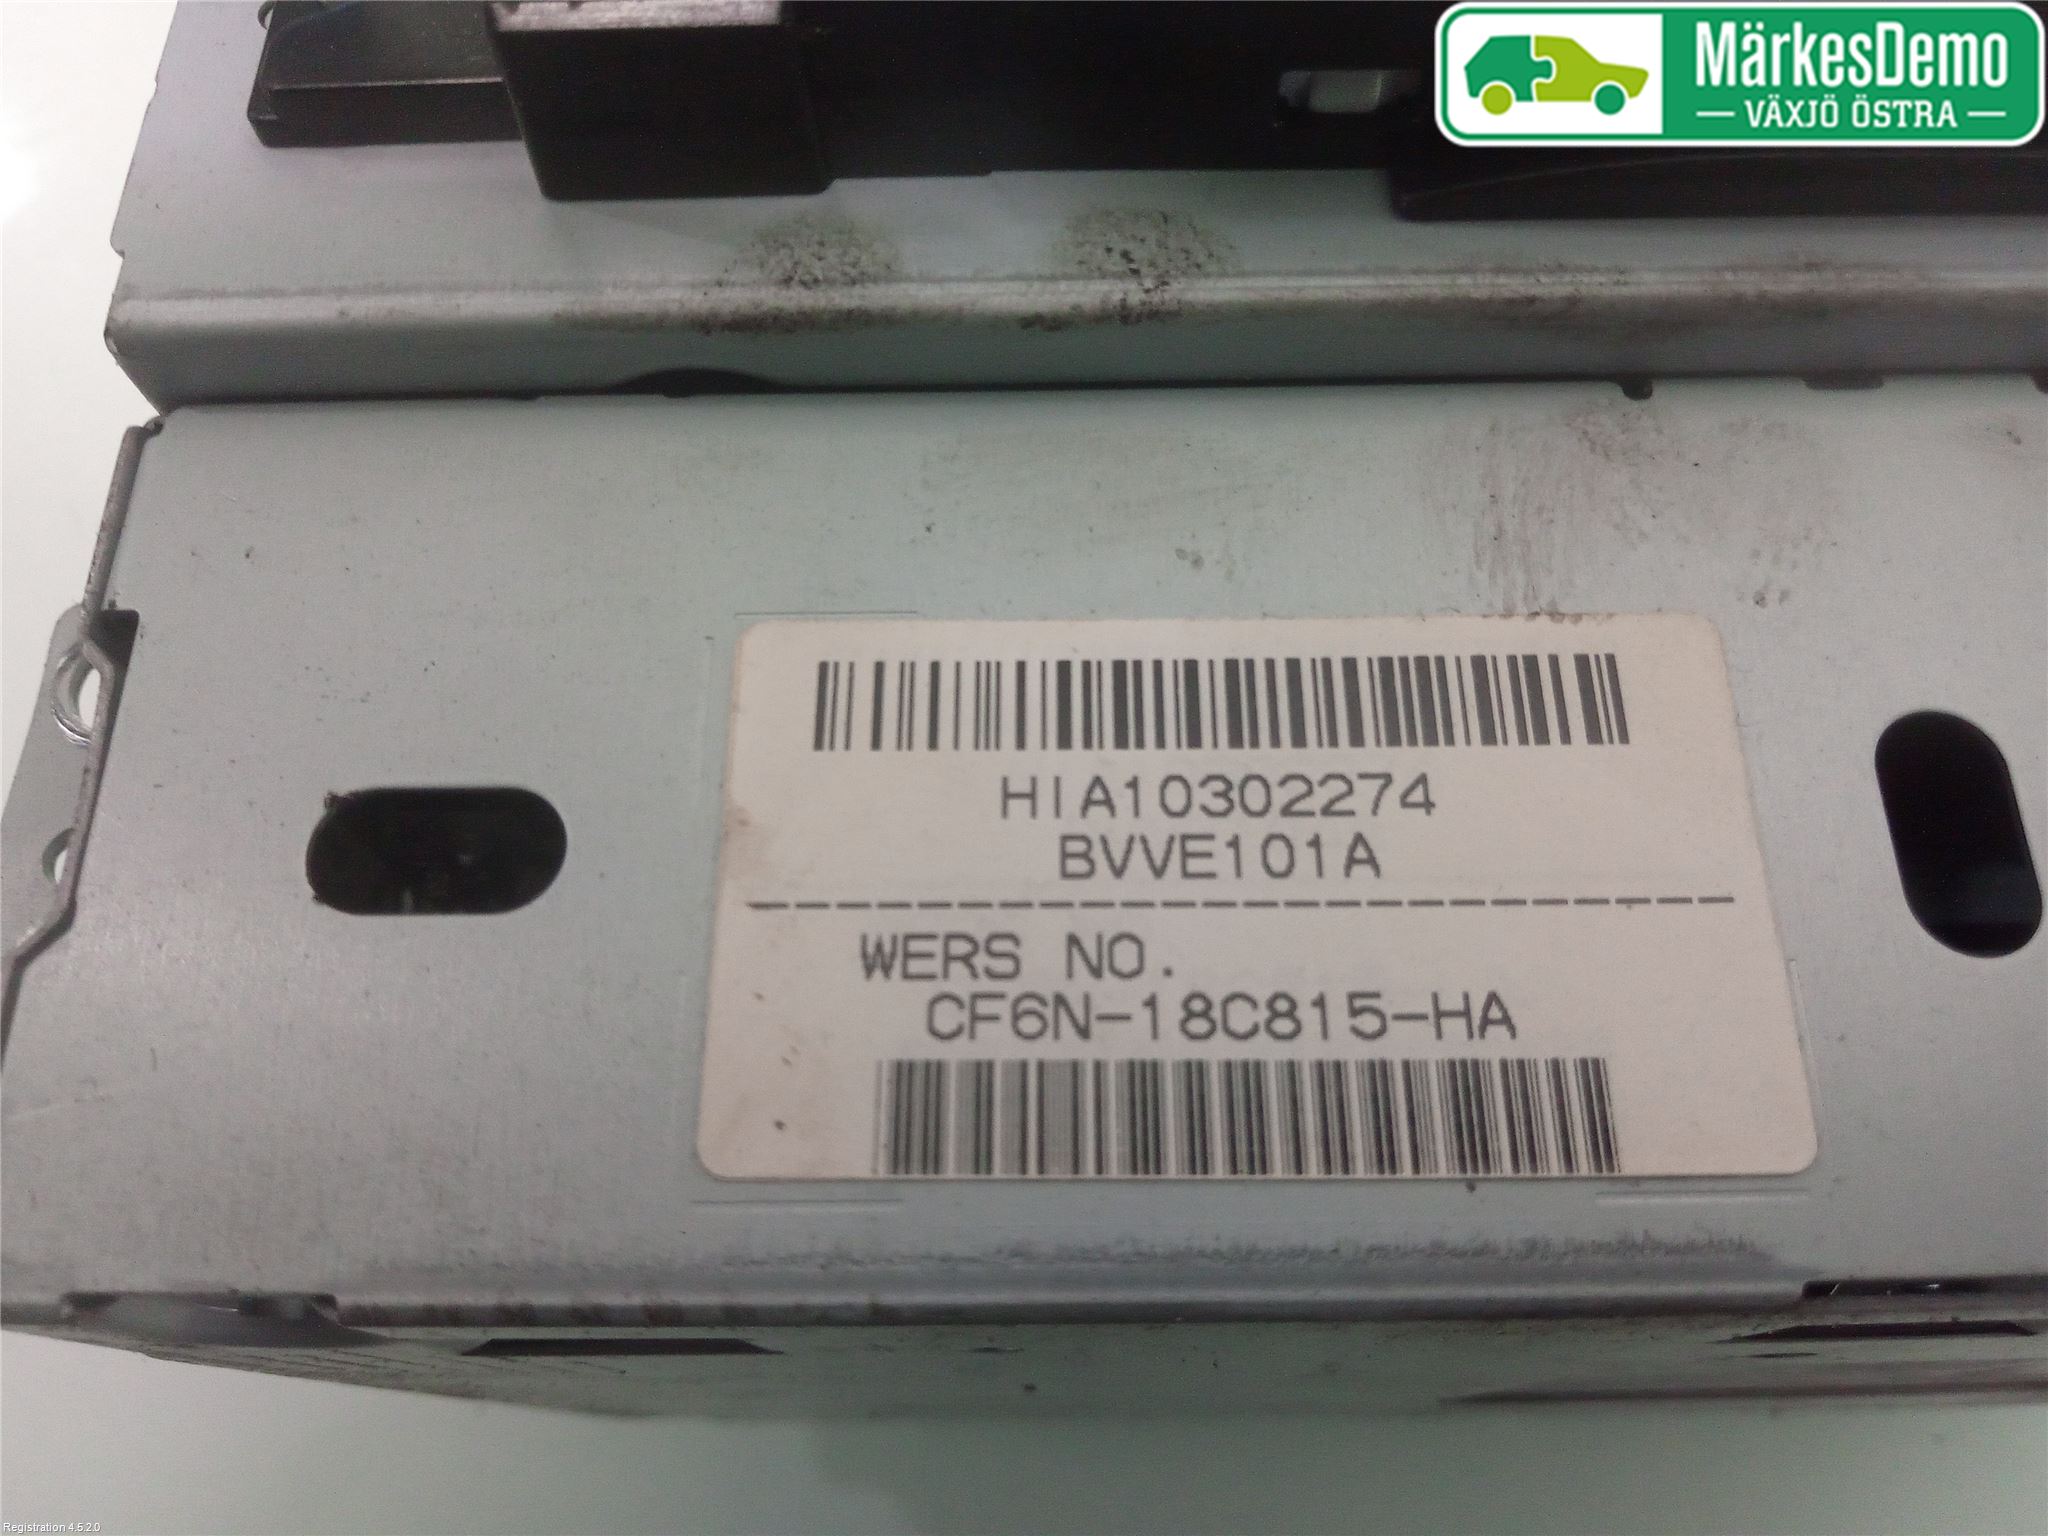 MärkesDemo
VÄXJÖ ÖSTRA
HIA10302274
BVVE101A
WERS NO.
CF6N-18C815-HA
Registration 4.5.2.0